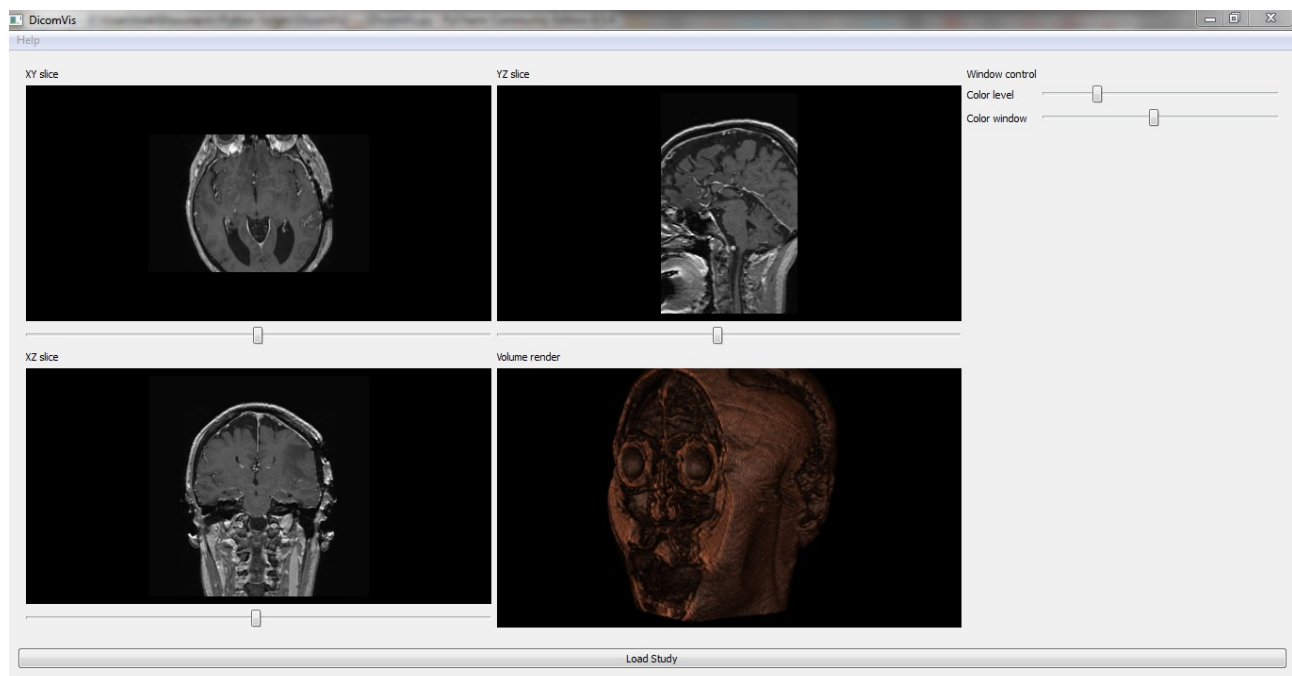 DicomVis
Help
XY slice
YZ slice
Window control
Color level
Color window
XZ slice
Volume render
Load Study